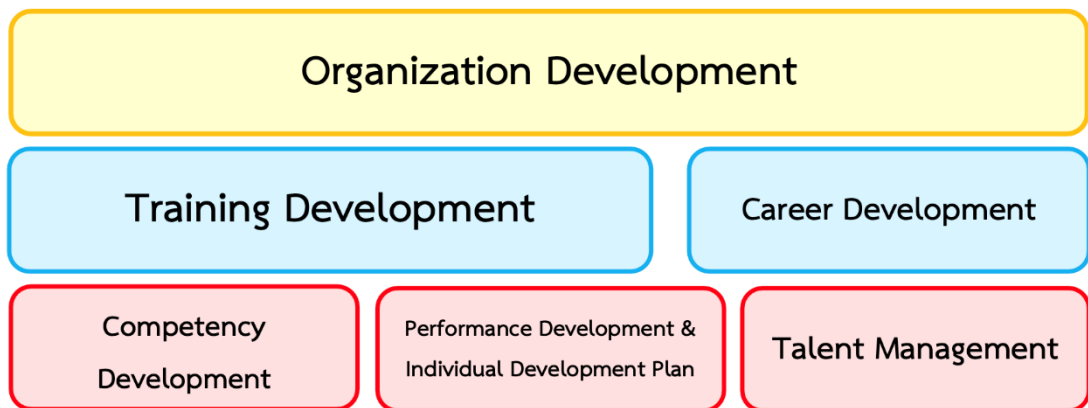 Organization Development
Training Development
Career Development
Competency
Development
Performance Development &
Individual Development Plan
Talent Management